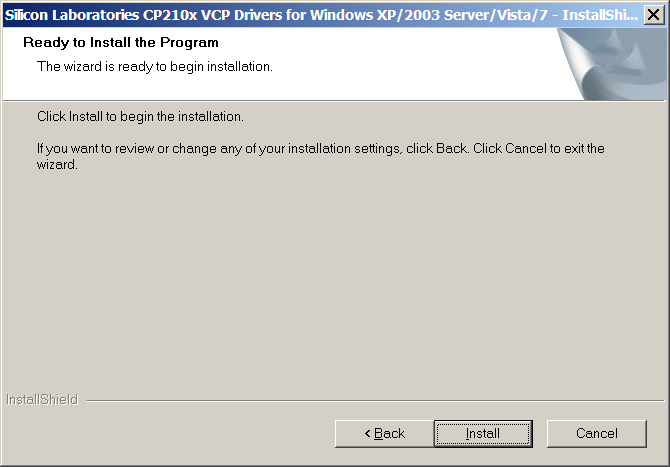 Silicon Laboratories CP210x VCP Drivers for Windows XP/2003 Server/Vista/7 - InstallShi...
Ready to Install the Program
The wizard is ready to begin installation.
Click Install to begin the installation.
If you want to review or change any of your installation settings, click Back. Click Cancel to exit the
wizard.
InstallShield
< Back Install Cancel